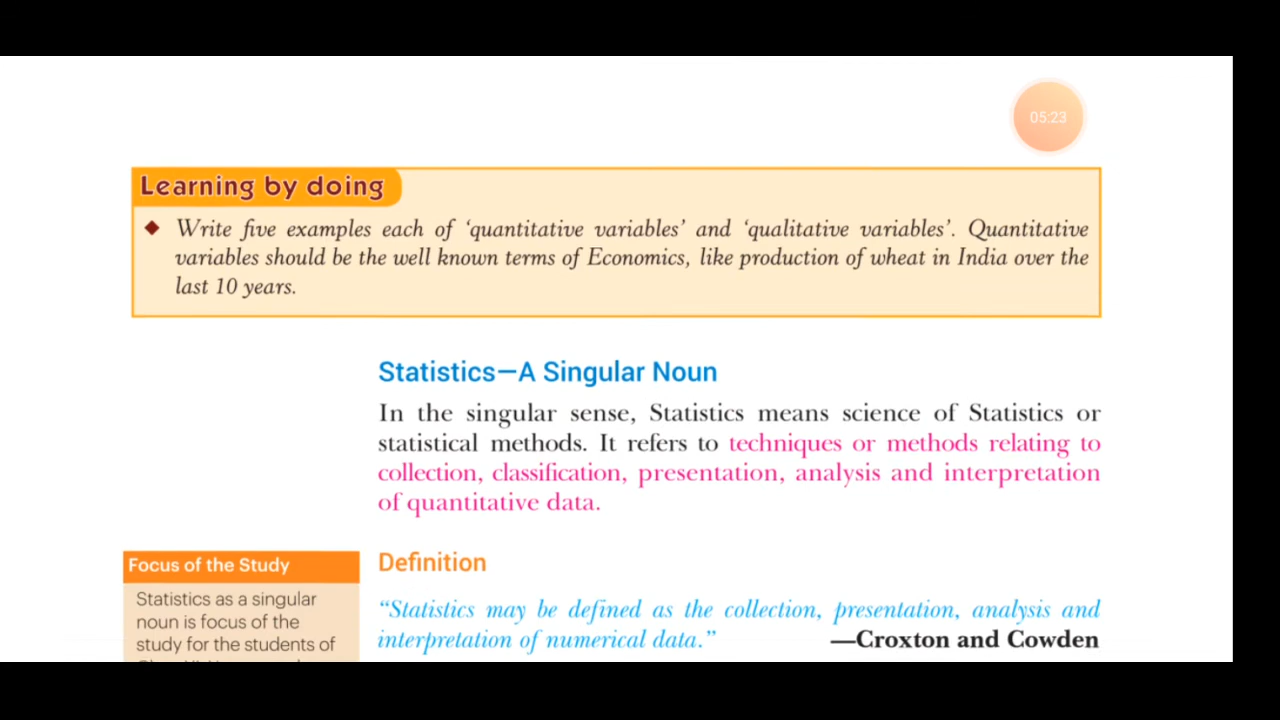 05:23
Learning by doing
◆ Write five examples each of ‘quantitative variables’ and ‘qualitative variables’. Quantitative
variables should be the well known terms of Economics, like production of wheat in India over the
last 10 years.
Statistics—A Singular Noun
In the singular sense, Statistics means science of Statistics or
statistical methods. It refers to techniques or methods relating to
collection, classification, presentation, analysis and interpretation
of quantitative data.
Focus of the Study
Statistics as a singular
noun is focus of the
study for the students of
Definition
“Statistics may be defined as the collection, presentation, analysis and
interpretation of numerical data.” —Croxton and Cowden